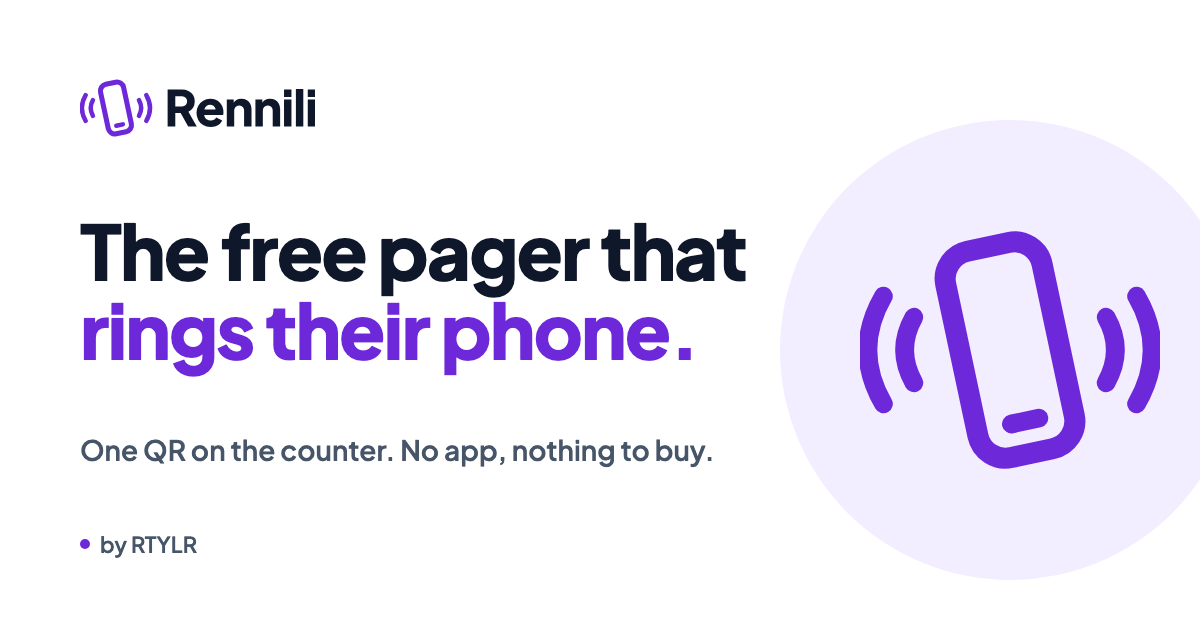 Rennili
The free pager that
rings their phone.
One QR on the counter. No app, nothing to buy.
by RTYLR